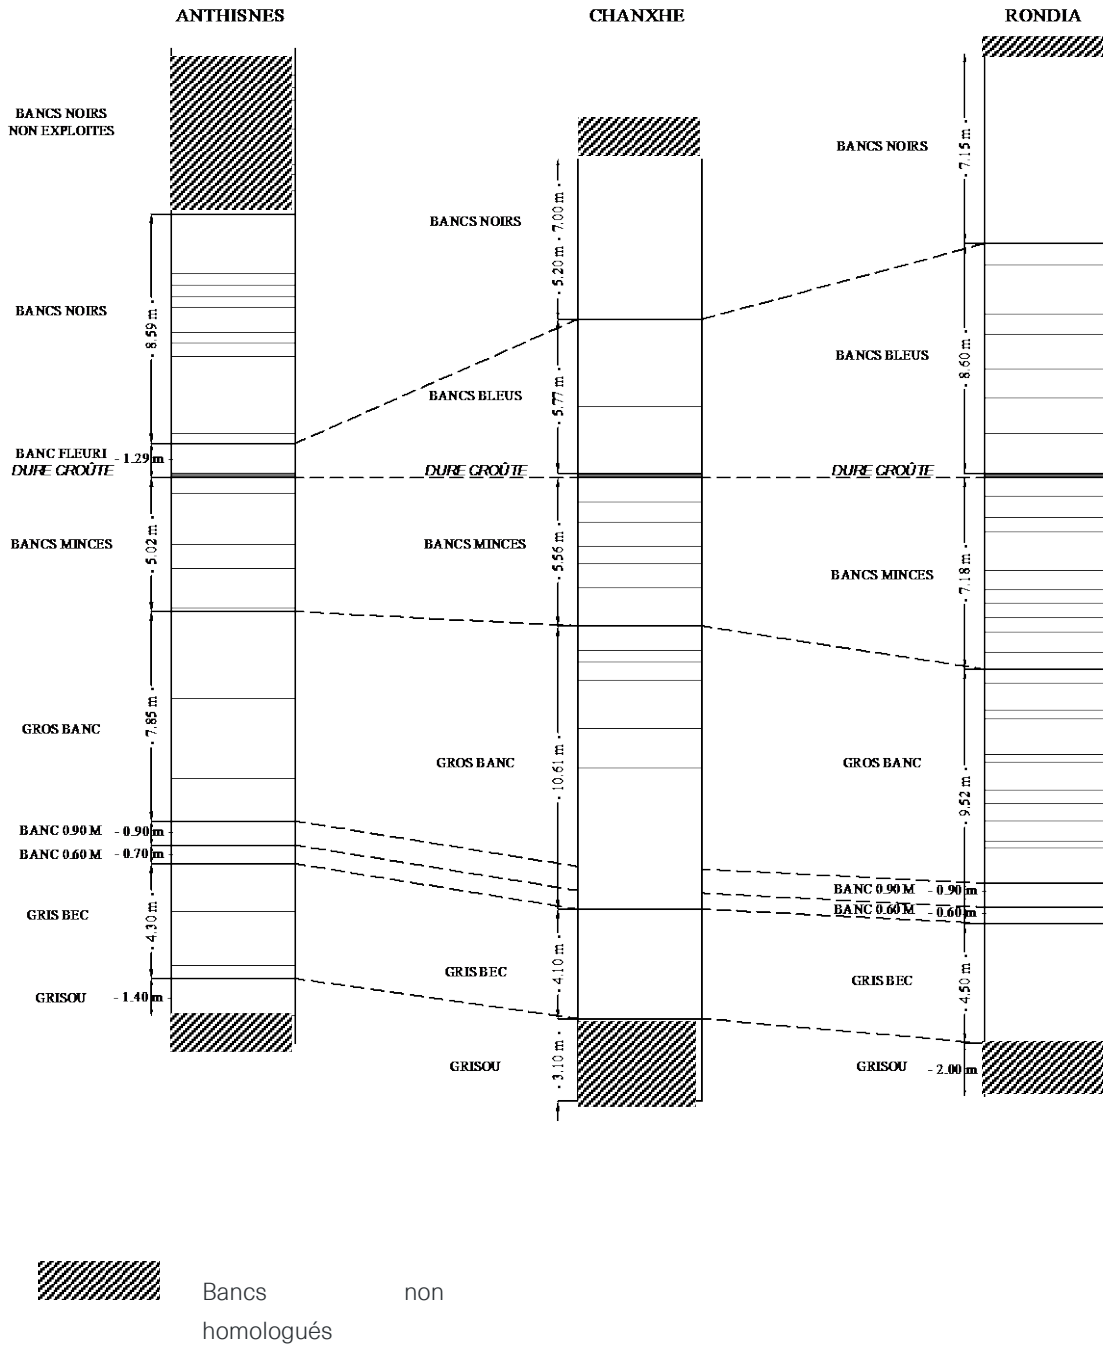 ANTHISNES
BANCS NOIRS
NON EXPLOITES
BANCS NOIRS
- 8.59 m -
BANC FLEURI - 1.29 m -
DURE GROÛTE
BANCS MINCES
- 5.02 m -
GROS BANC
- 7.85 m -
BANC 0.90 M - 0.90 m -
BANC 0.60 M - 0.70 m -
GRIS BEC
- 4.30 m -
GRISOU - 1.40 m -
CHANXHE
BANCS NOIRS
- 5.20 m - 7.00 m -
BANCS BLEUS
- 5.77 m -
DURE GROÛTE
BANCS MINCES
- 5.56 m -
GROS BANC
- 10.61 m -
GRIS BEC
- 4.10 m -
GRISOU
- 3.10 m -
RONDIA
BANCS NOIRS
- 7.15 m -
BANCS BLEUS
- 8.60 m -
DURE GROÛTE
BANCS MINCES
- 7.18 m -
GROS BANC
- 9.52 m -
BANC 0.90 M - 0.90 m
BANC 0.60 M - 0.60 m
GRIS BEC
- 4.50 m -
GRISOU - 2.00 m -
Bancs non
homologués